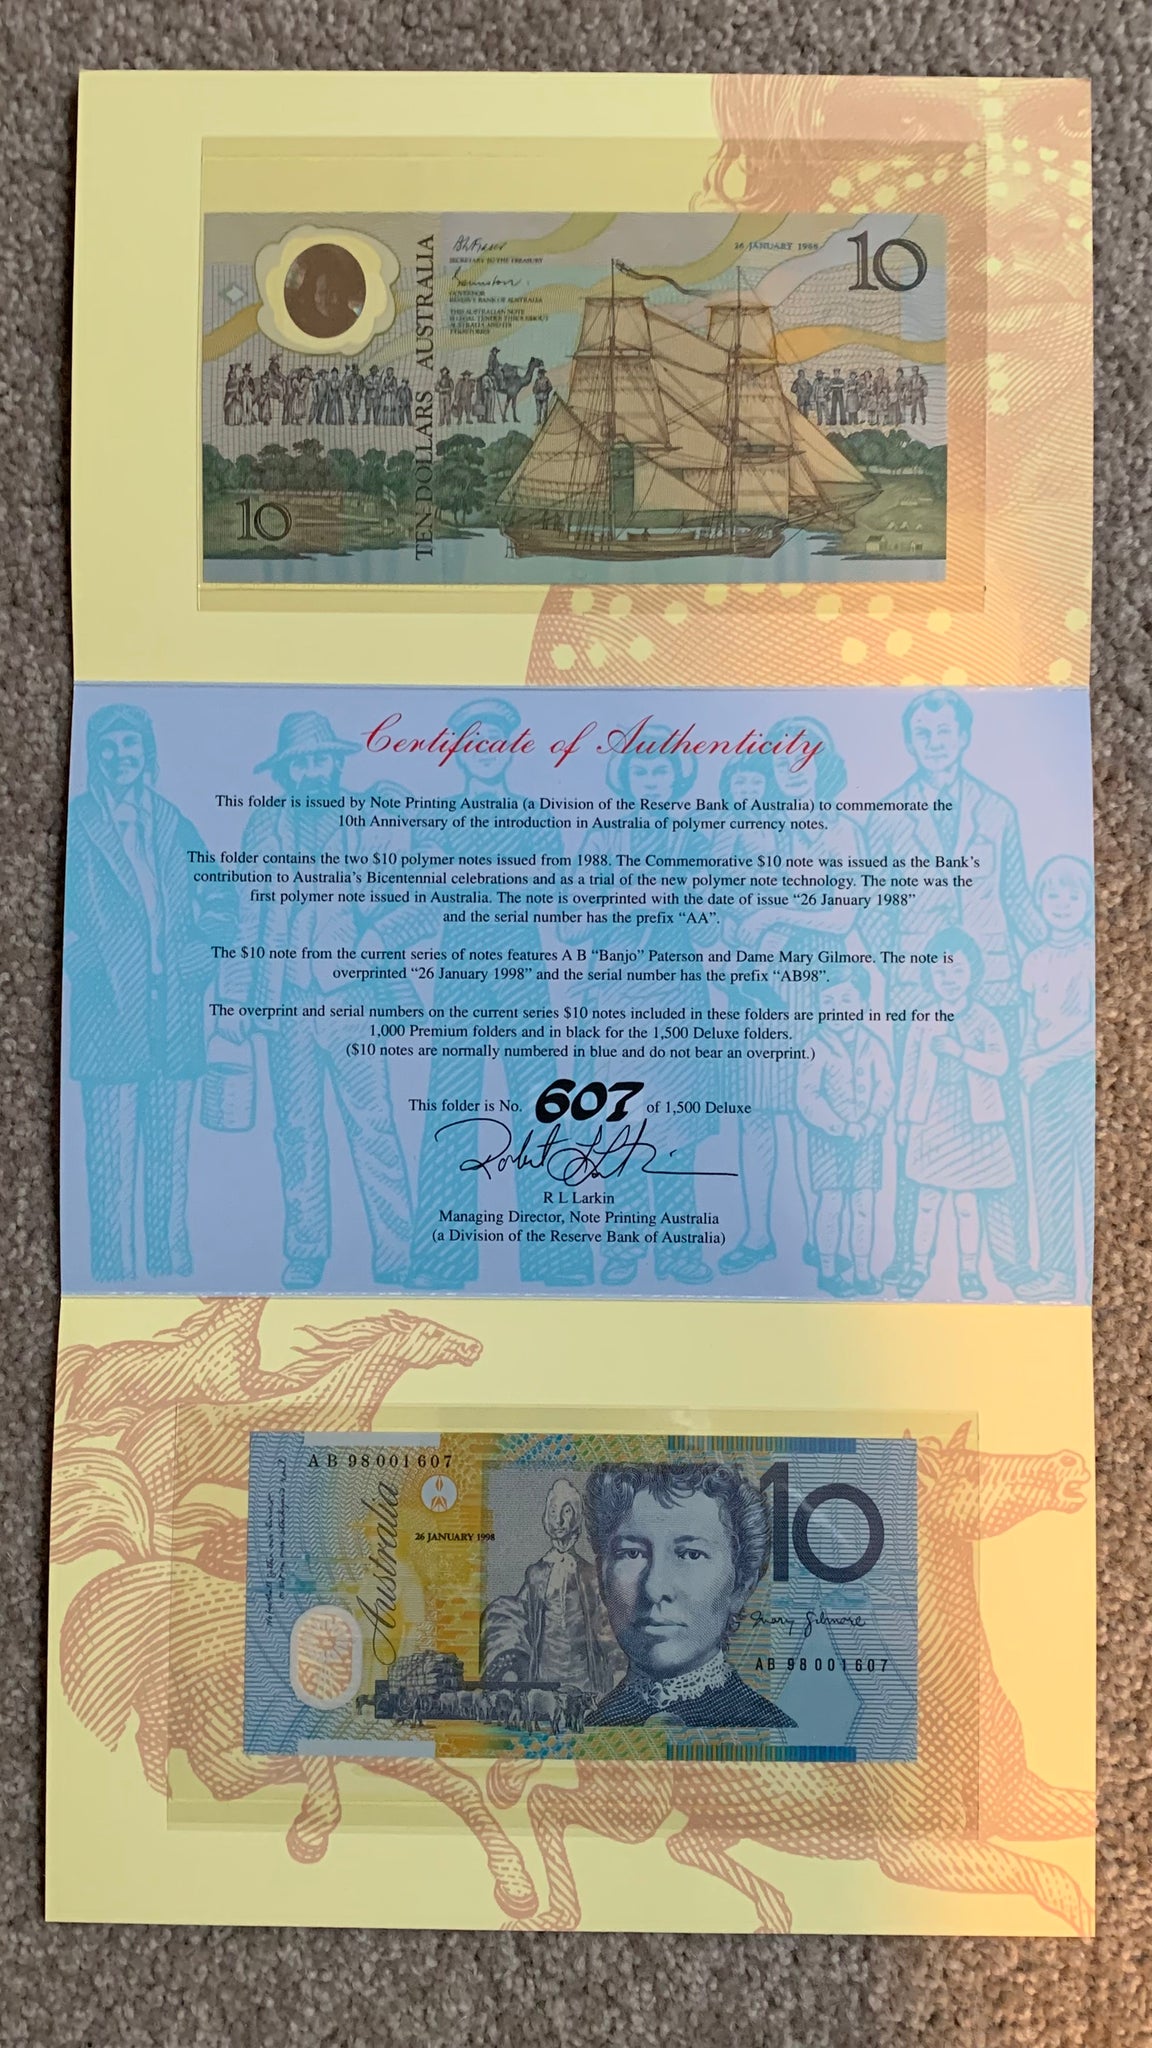 10
26 JANUARY 1988
SECRETARY TO THE TREASURY
GOVERNOR
RESERVE BANK OF AUSTRALIA
THIS AUSTRALIAN NOTE
IS LEGAL TENDER THROUGHOUT
AUSTRALIA AND ITS
TERRITORIES
TEN DOLLARS AUSTRALIA
10
Certificate of Authenticity
This folder is issued by Note Printing Australia (a Division of the Reserve Bank of Australia) to commemorate the
10th Anniversary of the introduction in Australia of polymer currency notes.
This folder contains the two $10 polymer notes issued from 1988. The Commemorative $10 note was issued as the Bank's
contribution to Australia's Bicentennial celebrations and as a trial of the new polymer note technology. The note was the
first polymer note issued in Australia. The note is overprinted with the date of issue “26 January 1988”
and the serial number has the prefix “AA”.
The $10 note from the current series of notes features A B “Banjo” Paterson and Dame Mary Gilmore. The note is
overprinted “26 January 1998” and the serial number has the prefix “AB98”.
The overprint and serial numbers on the current series $10 notes included in these folders are printed in red for the
1,000 Premium folders and in black for the 1,500 Deluxe folders.
($10 notes are normally numbered in blue and do not bear an overprint.)
This folder is No. 607 of 1,500 Deluxe
R L Larkin
Managing Director, Note Printing Australia
(a Division of the Reserve Bank of Australia)
AB 98001607
Australia
26 JANUARY 1998
10
Mary Gilmore
AB 98001607